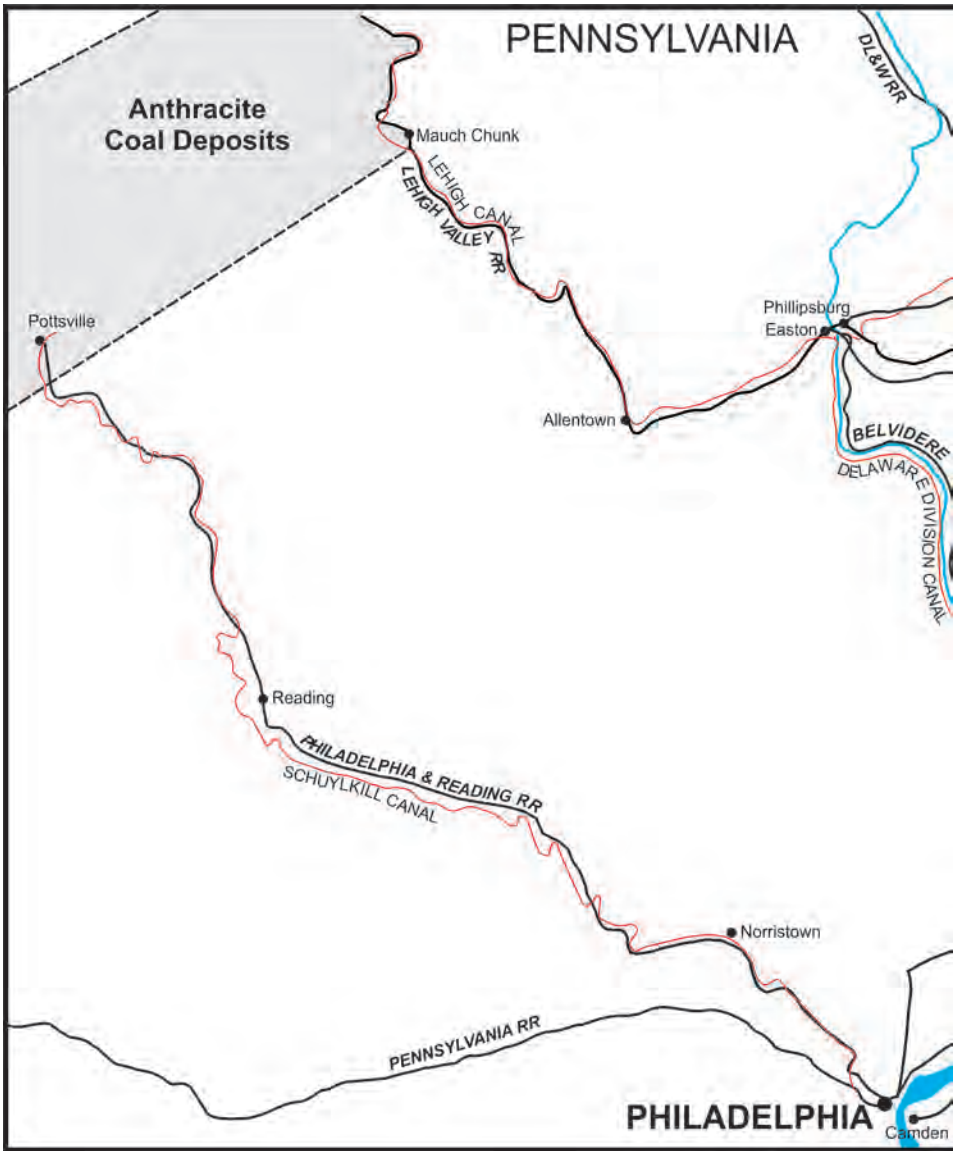 PENNSYLVANIA
DL&W RR
Anthracite
Coal Deposits
Mauch Chunk
LEHIGH CANAL
LEHIGH VALLEY RR
Pottsville
Phillipsburg
Easton
Allentown
BELVIDERE
DELAWARE DIVISION CANAL
Reading
PHILADELPHIA & READING RR
SCHUYLKILL CANAL
Norristown
PENNSYLVANIA RR
PHILADELPHIA
Camden